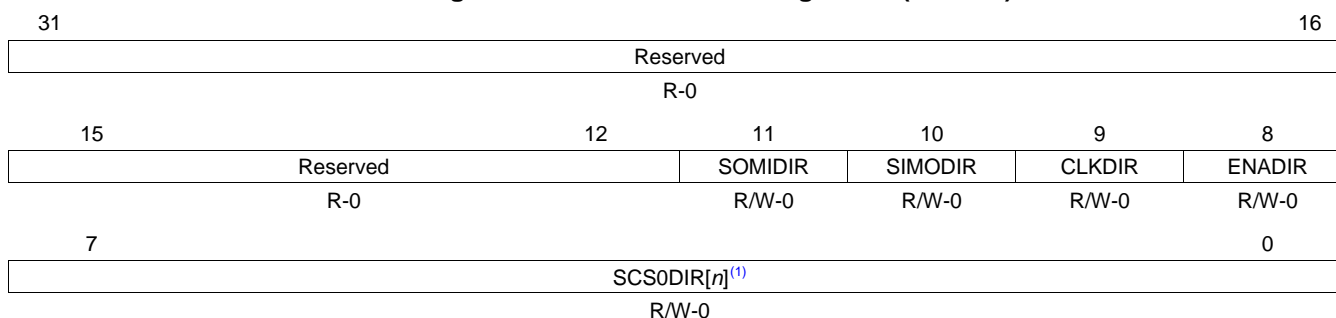 31 16
Reserved
R-0
15 12 11 10 9 8
Reserved SOMIDIR SIMODIR CLKDIR ENADIR
R-0 R/W-0 R/W-0 R/W-0 R/W-0
7 0
SCS0DIR[n](1)
R/W-0